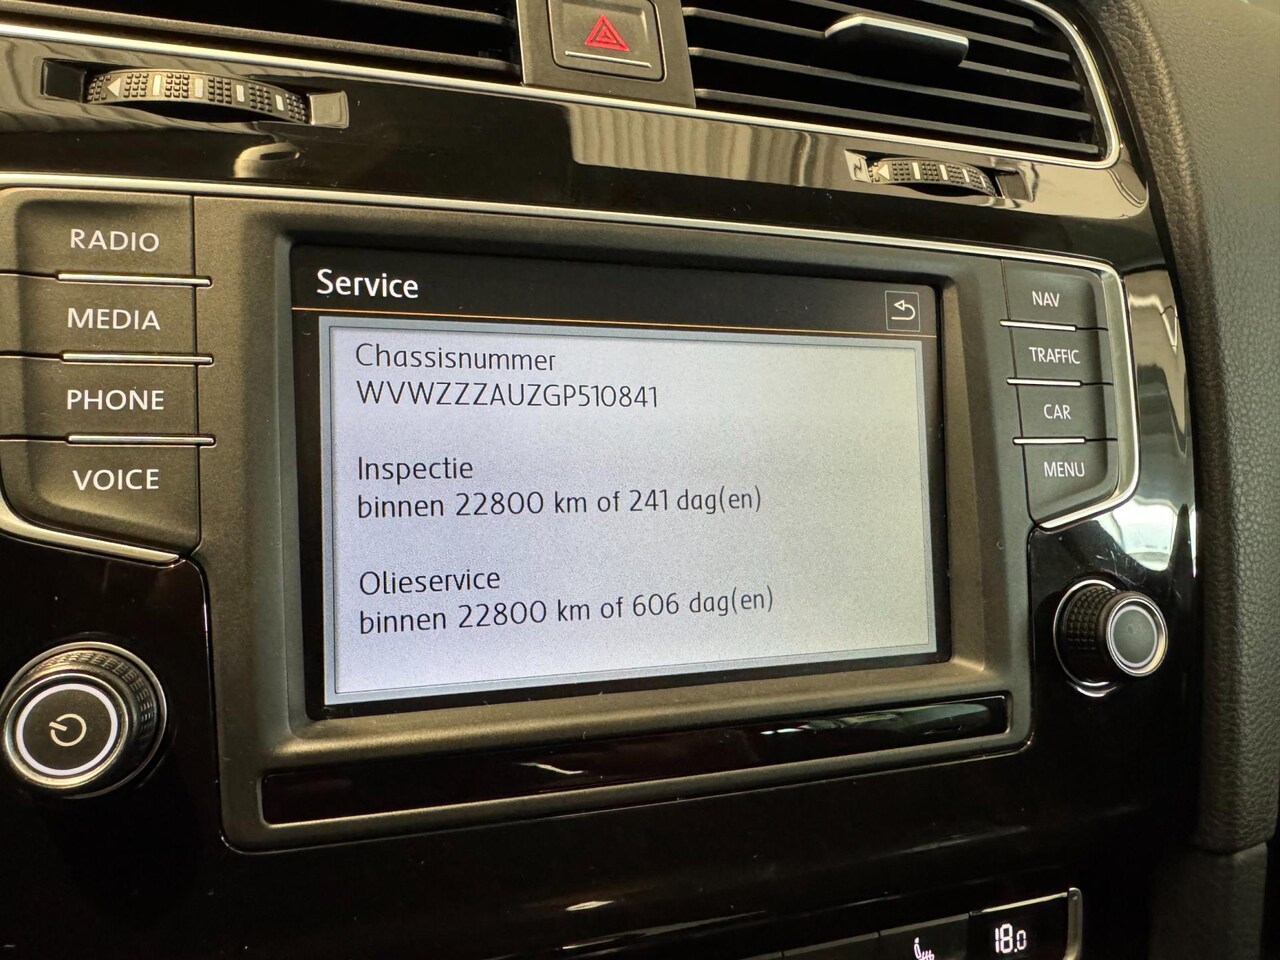 RADIO
MEDIA
PHONE
VOICE
Service
Chassisnummer
WVWZZZAUZGP510841
Inspectie
binnen 22800 km of 241 dag(en)
Olieservice
binnen 22800 km of 606 dag(en)
NAV
TRAFFIC
CAR
MENU
18.0